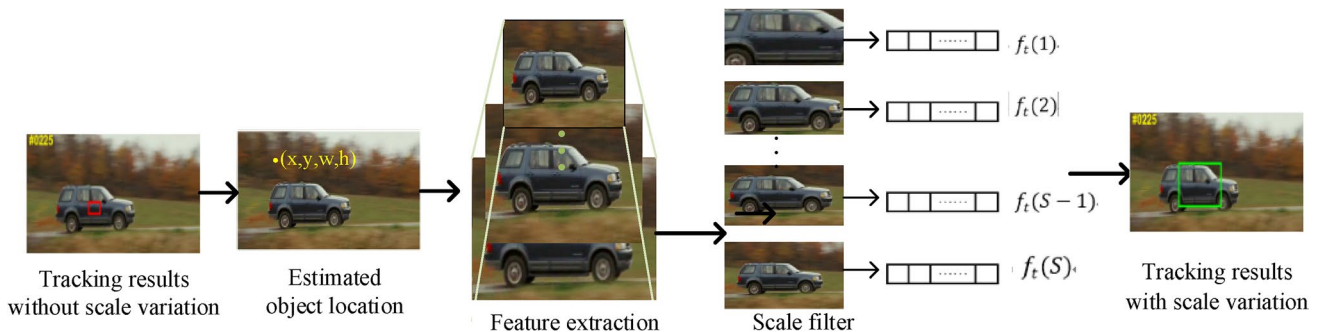 #0225
Tracking results
without scale variation
(x,y,w,h)
Estimated
object location
Feature extraction
Scale filter
......
f_t(1)
......
f_t(2)
......
f_t(S−1)
......
f_t(S)
#0225
Tracking results
with scale variation